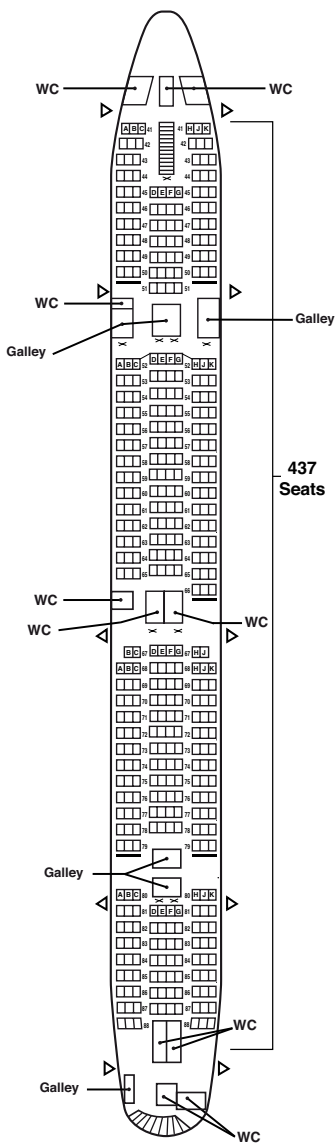 WC WC
A B C 41 41 H J K
42 42
43 43
44 44
45 D E F G 45
46 46
47 47
48 48
49 49
50 50
51 51
WC
Galley Galley
A B C 52 D E F G 52 H J K
53 53
54 54
55 55
56 56
57 57
58 58
59 59
60 60
61 61
62 62
63 63
64 64
65 65
66
437
Seats
WC
WC WC
B C 67 D E F G 67 H J
A B C 68 68 H J K
69 69
70 70
71 71
72 72
73 73
74 74
75 75
76 76
77 77
78 78
79 79
Galley
A B C 80 80 H J K
81 D E F G 81
82 82
83 83
84 84
85 85
86 86
87 87
88 88
WC
Galley
WC